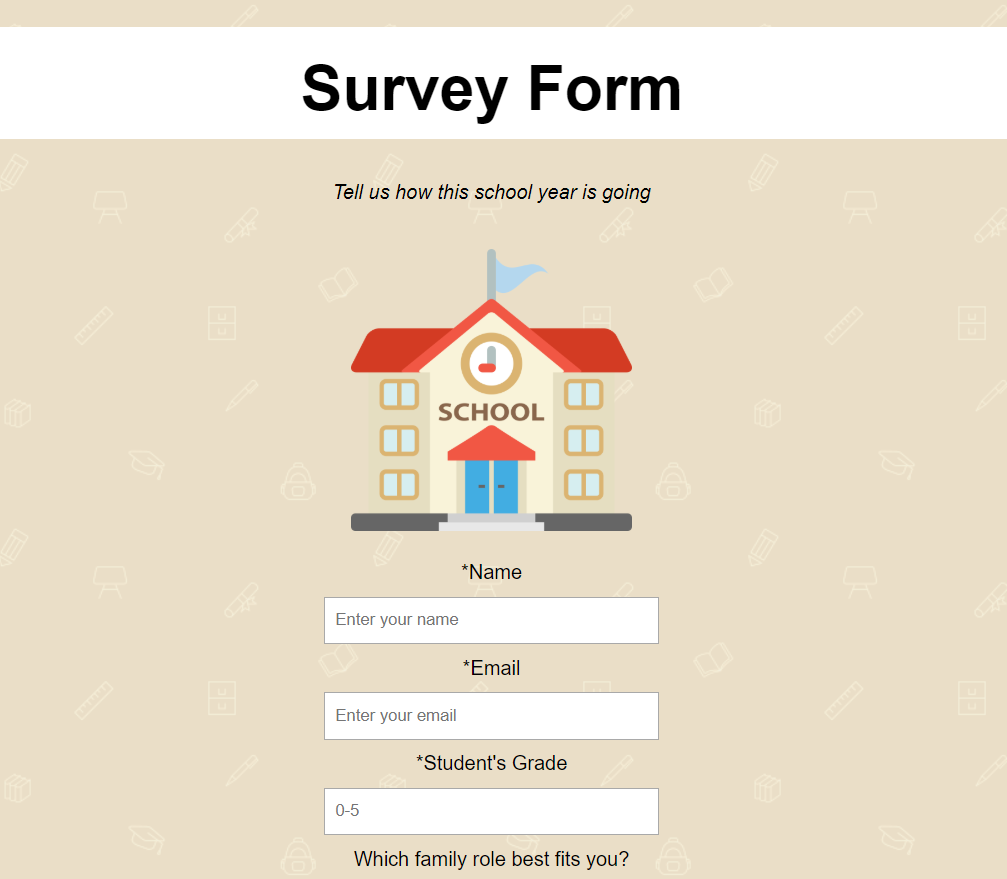 Survey Form
Tell us how this school year is going
SCHOOL
*Name
Enter your name
*Email
Enter your email
*Student's Grade
0-5
Which family role best fits you?